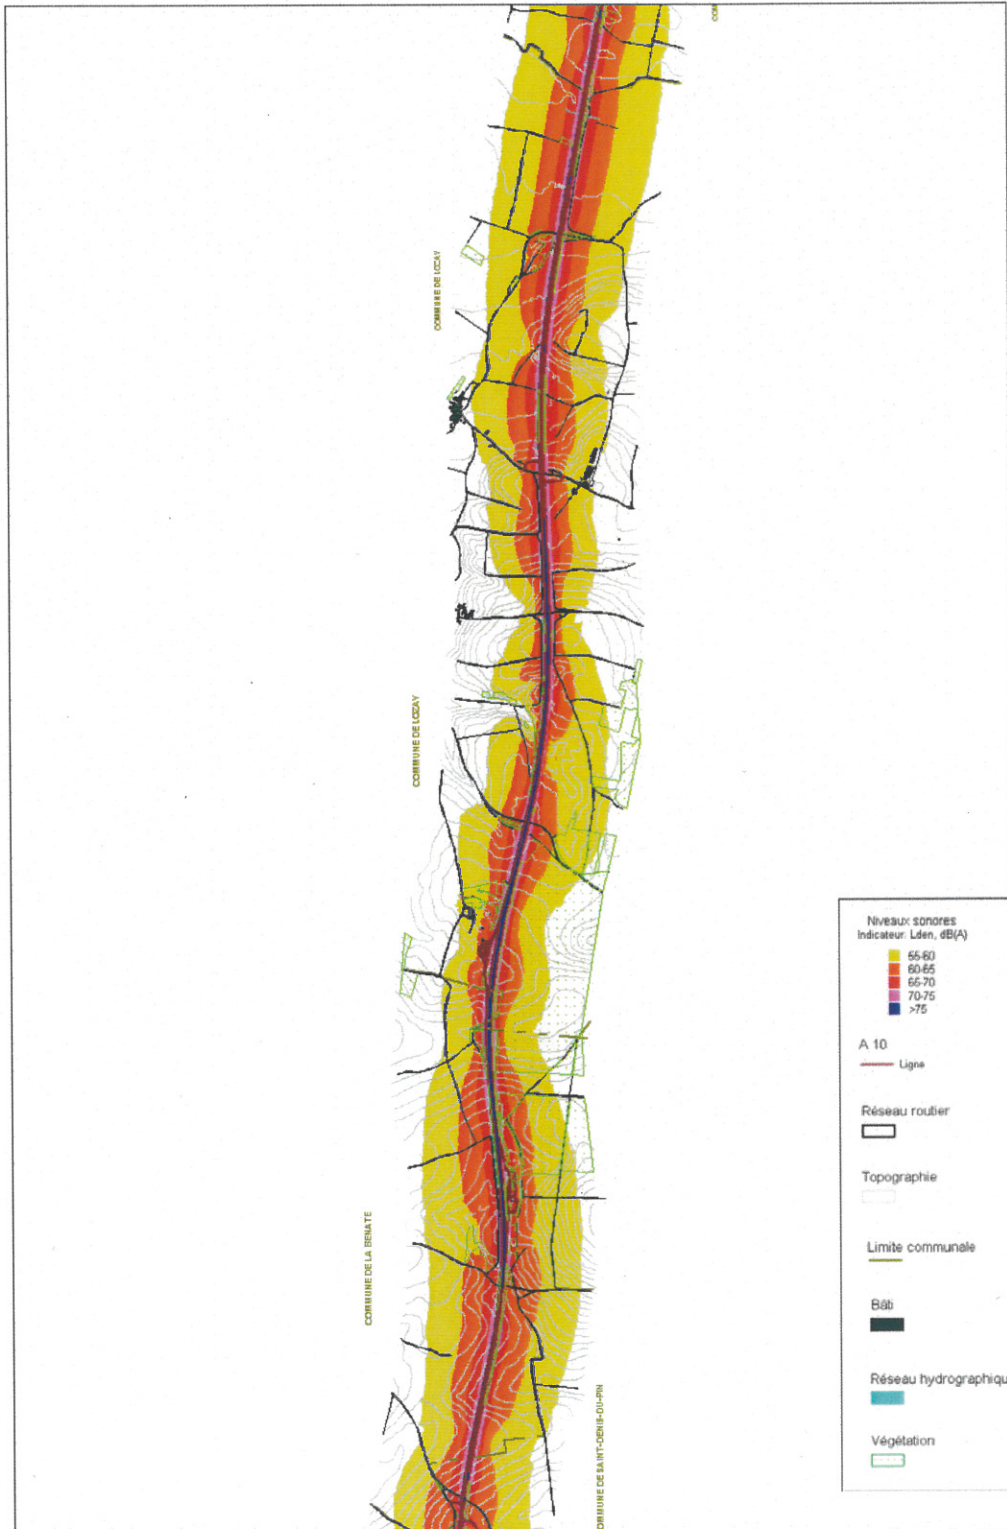 COMMUNE DE LOZAY
COMMUNE DE LOZAY
COMMUNE DE LA BENATE
COMMUNE DE SAINT-DENIS-DU-PIN
Niveaux sonores
Indicateur: Lden, dB(A)
55-60
60-65
65-70
70-75
>75
A 10
Ligne
Réseau routier
Topographie
Limite communale
Bâti
Réseau hydrographiqu
Végétation